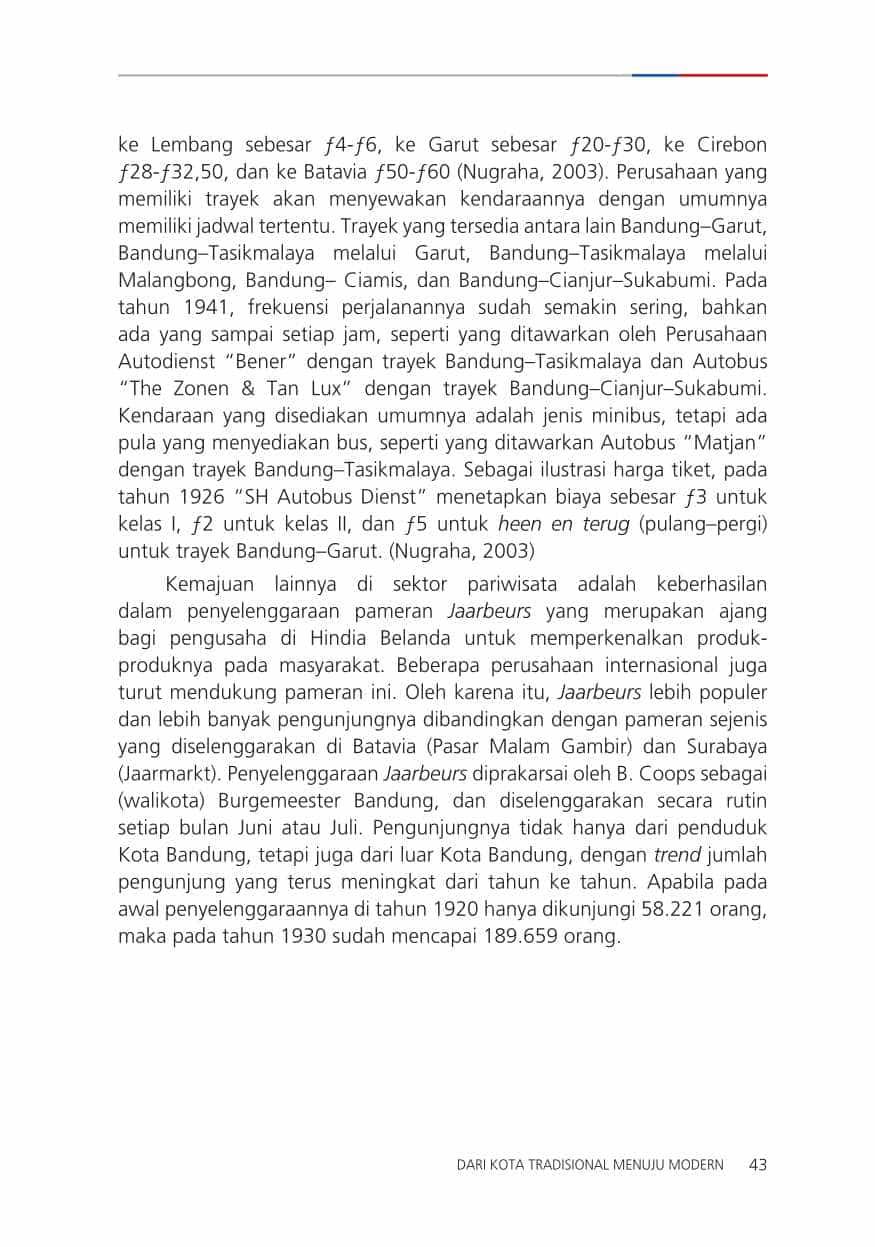 ke Lembang sebesar ƒ4-ƒ6, ke Garut sebesar ƒ20-ƒ30, ke Cirebon
ƒ28-ƒ32,50, dan ke Batavia ƒ50-ƒ60 (Nugraha, 2003). Perusahaan yang
memiliki trayek akan menyewakan kendaraannya dengan umumnya
memiliki jadwal tertentu. Trayek yang tersedia antara lain Bandung–Garut,
Bandung–Tasikmalaya melalui Garut, Bandung–Tasikmalaya melalui
Malangbong, Bandung– Ciamis, dan Bandung–Cianjur–Sukabumi. Pada
tahun 1941, frekuensi perjalanannya sudah semakin sering, bahkan
ada yang sampai setiap jam, seperti yang ditawarkan oleh Perusahaan
Autodienst “Bener” dengan trayek Bandung–Tasikmalaya dan Autobus
“The Zonen & Tan Lux” dengan trayek Bandung–Cianjur–Sukabumi.
Kendaraan yang disediakan umumnya adalah jenis minibus, tetapi ada
pula yang menyediakan bus, seperti yang ditawarkan Autobus “Matjan”
dengan trayek Bandung–Tasikmalaya. Sebagai ilustrasi harga tiket, pada
tahun 1926 “SH Autobus Dienst” menetapkan biaya sebesar ƒ3 untuk
kelas I, ƒ2 untuk kelas II, dan ƒ5 untuk heen en terug (pulang–pergi)
untuk trayek Bandung–Garut. (Nugraha, 2003)
Kemajuan lainnya di sektor pariwisata adalah keberhasilan
dalam penyelenggaraan pameran Jaarbeurs yang merupakan ajang
bagi pengusaha di Hindia Belanda untuk memperkenalkan produk-
produknya pada masyarakat. Beberapa perusahaan internasional juga
turut mendukung pameran ini. Oleh karena itu, Jaarbeurs lebih populer
dan lebih banyak pengunjungnya dibandingkan dengan pameran sejenis
yang diselenggarakan di Batavia (Pasar Malam Gambir) dan Surabaya
(Jaarmarkt). Penyelenggaraan Jaarbeurs diprakarsai oleh B. Coops sebagai
(walikota) Burgemeester Bandung, dan diselenggarakan secara rutin
setiap bulan Juni atau Juli. Pengunjungnya tidak hanya dari penduduk
Kota Bandung, tetapi juga dari luar Kota Bandung, dengan trend jumlah
pengunjung yang terus meningkat dari tahun ke tahun. Apabila pada
awal penyelenggaraannya di tahun 1920 hanya dikunjungi 58.221 orang,
maka pada tahun 1930 sudah mencapai 189.659 orang.
DARI KOTA TRADISIONAL MENUJU MODERN 43